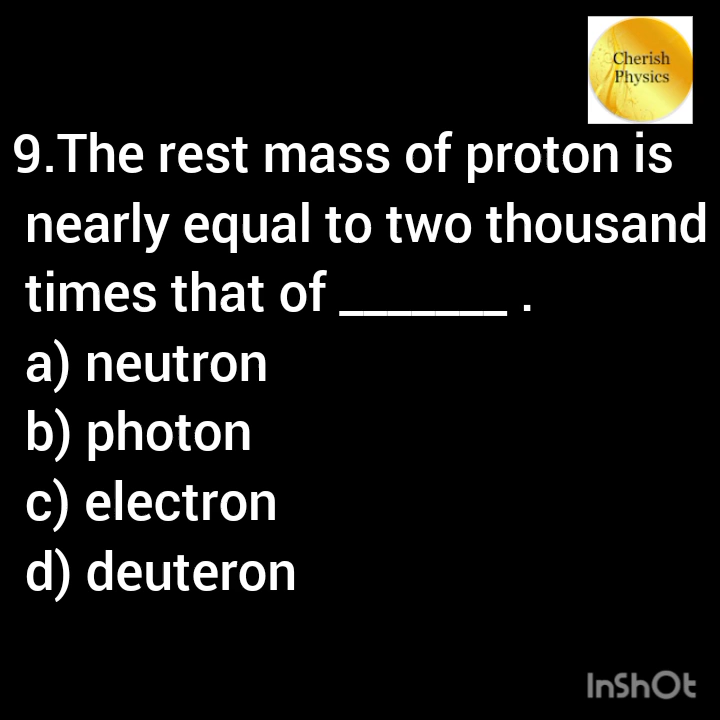 Cherish
Physics
9.The rest mass of proton is
nearly equal to two thousand
times that of _______ .
a) neutron
b) photon
c) electron
d) deuteron
InShOt